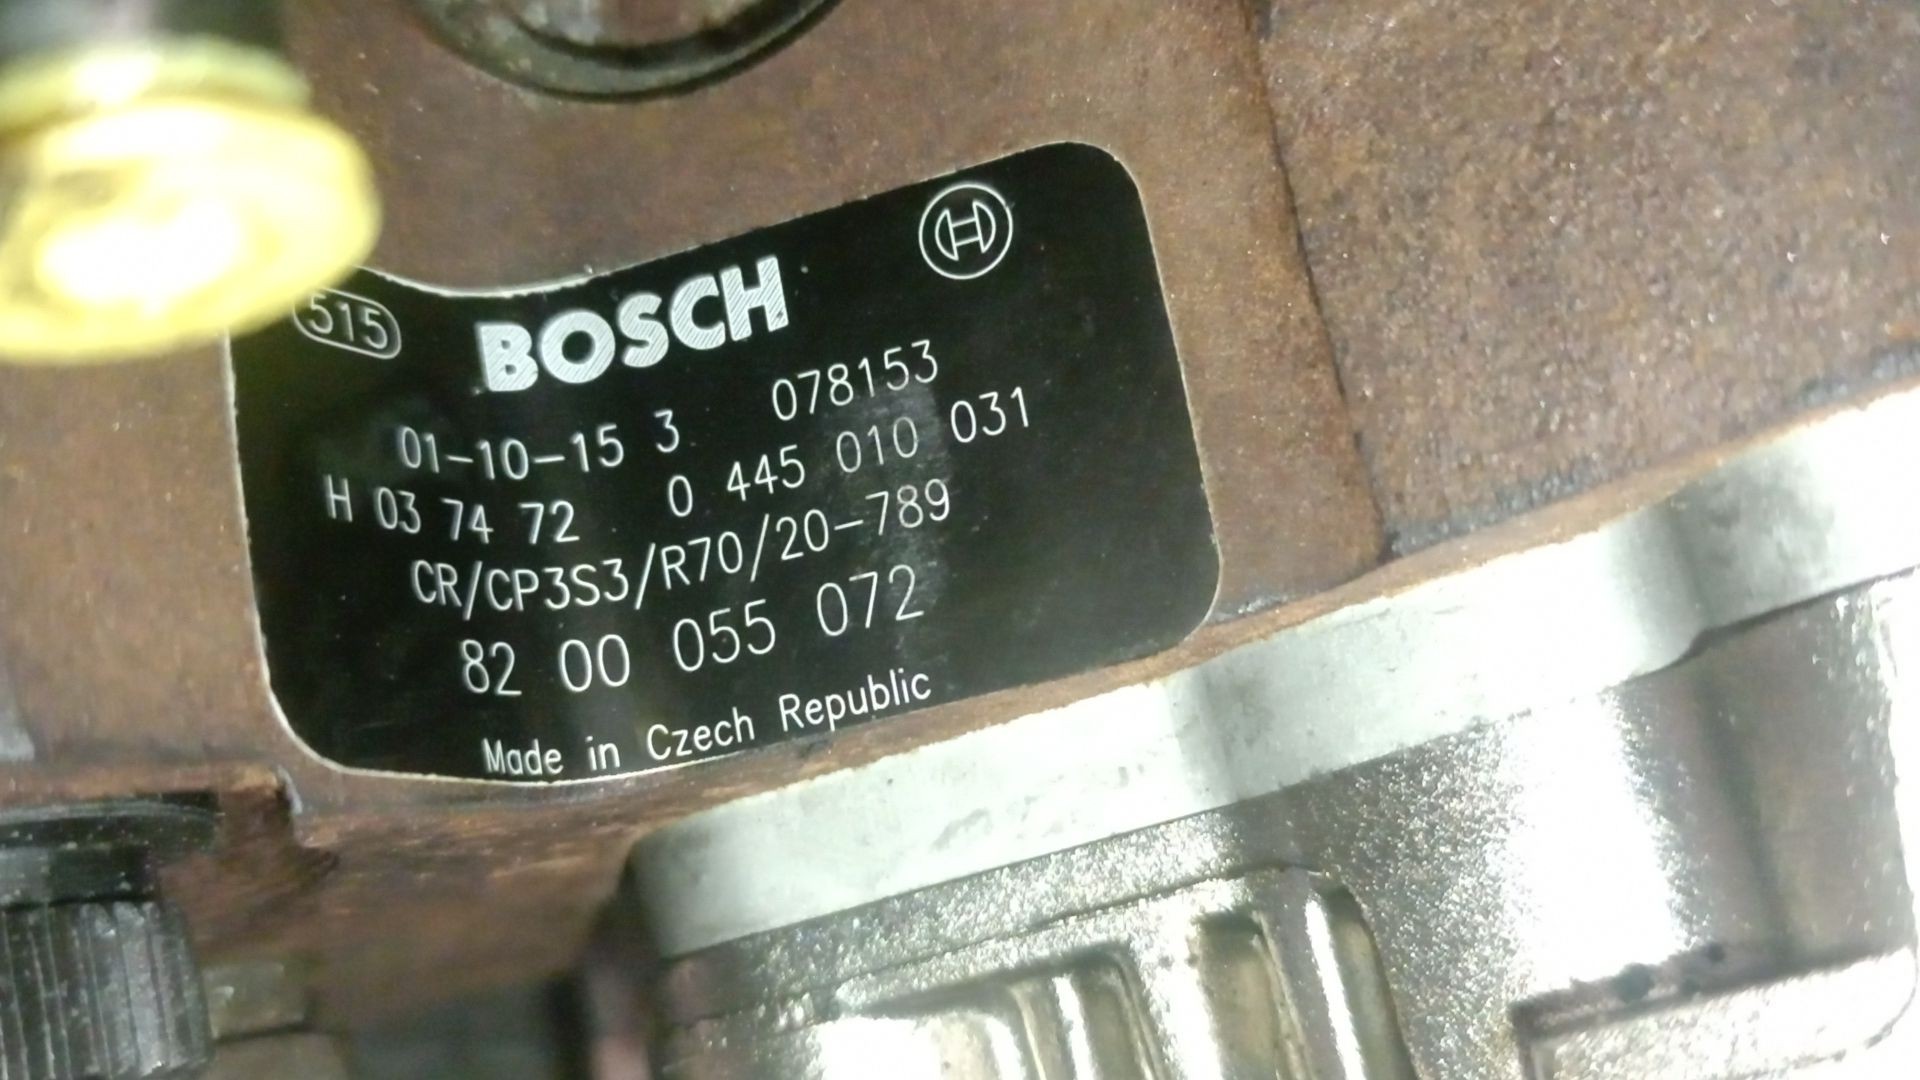 515
BOSCH
01-10-15 3 078153
H 03 74 72 0 445 010 031
CR/CP3S3/R70/20-789
82 00 055 072
Made in Czech Republic